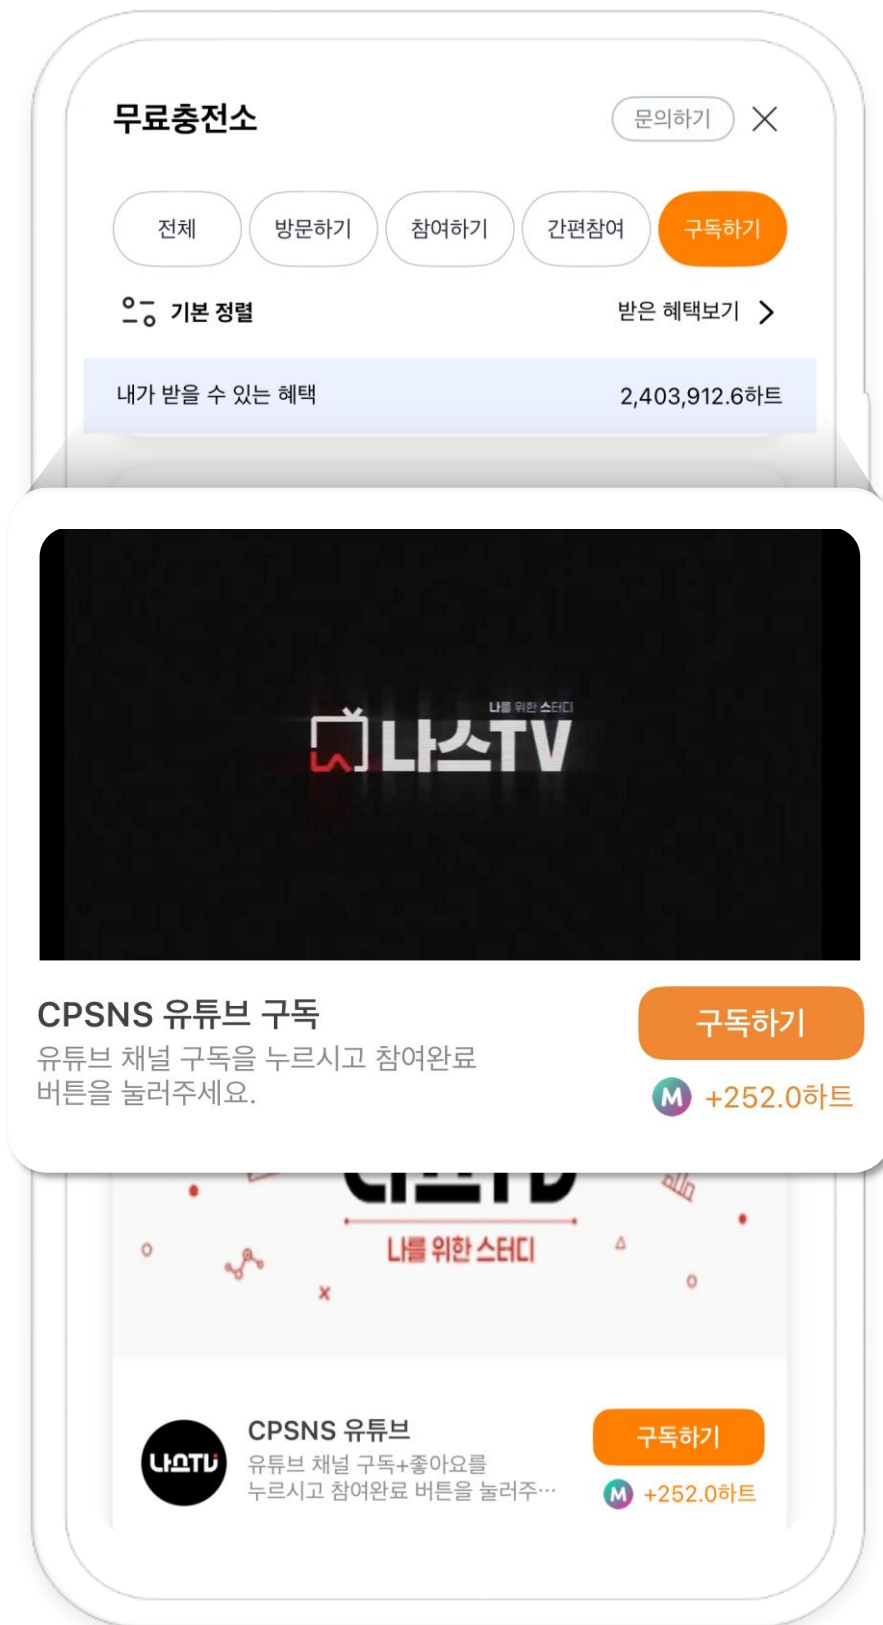 무료충전소
문의하기
전체
방문하기
참여하기
간편참여
구독하기
기본 정렬
받은 혜택보기
내가 받을 수 있는 혜택
2,403,912.6하트
나를 위한 스터디
나스TV
CPSNS 유튜브 구독
구독하기
유튜브 채널 구독을 누르시고 참여완료
버튼을 눌러주세요.
M +252.0하트
나를 위한 스터디
나스TV
CPSNS 유튜브
구독하기
유튜브 채널 구독+좋아요를
누르시고 참여완료 버튼을 눌러주…
M +252.0하트